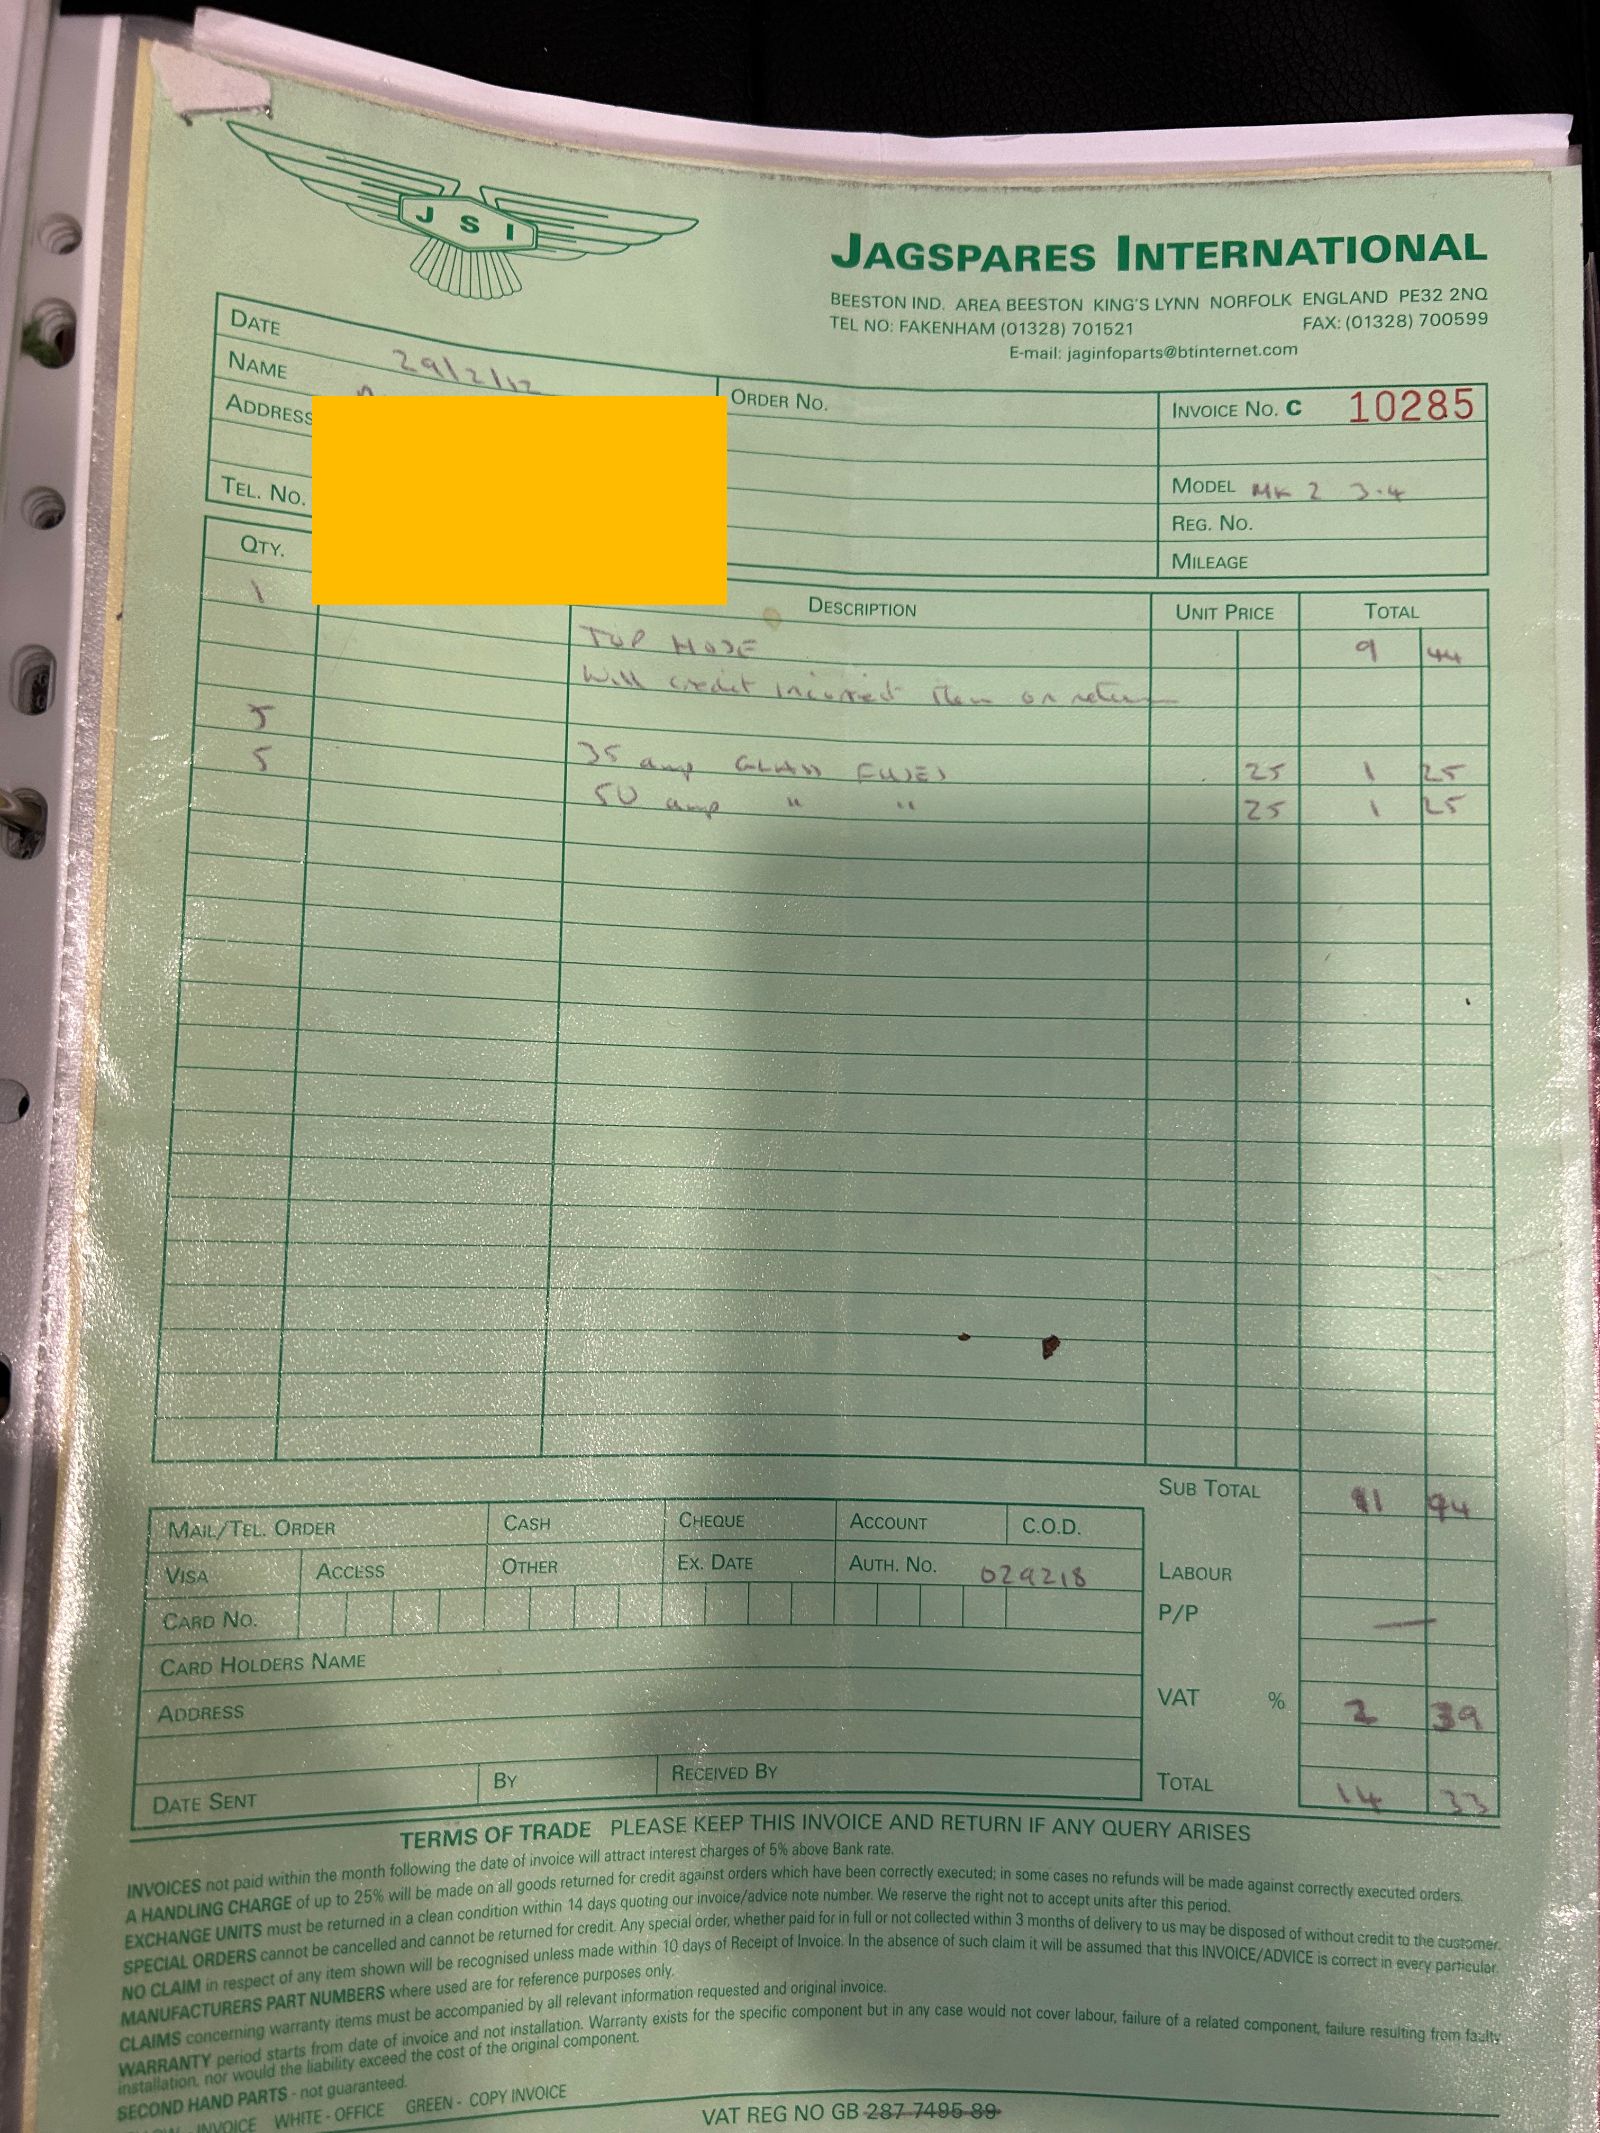 J S I
JAGSPARES INTERNATIONAL
BEESTON IND. AREA BEESTON KING'S LYNN NORFOLK ENGLAND PE32 2NQ
TEL NO: FAKENHAM (01328) 701521 FAX: (01328) 700599
E-mail: jaginfoparts@btinternet.com
DATE 29/2/12
NAME
ADDRESS
TEL. NO.
ORDER NO.
INVOICE NO. C 10285
MODEL MK 2 3.4
REG. NO.
MILEAGE
QTY. DESCRIPTION UNIT PRICE TOTAL
1 TOP HOSE 9 44
Will credit incorrect item on return
5 35 amp GLASS FUSES 25 1 25
5 50 amp " " 25 1 25
SUB TOTAL 11 94
LABOUR
P/P —
VAT % 2 39
TOTAL 14 33
MAIL/TEL. ORDER CASH CHEQUE ACCOUNT C.O.D.
VISA ACCESS OTHER EX. DATE AUTH. NO. 029218
CARD NO.
CARD HOLDERS NAME
ADDRESS
DATE SENT BY RECEIVED BY
TERMS OF TRADE PLEASE KEEP THIS INVOICE AND RETURN IF ANY QUERY ARISES
INVOICES not paid within the month following the date of invoice will attract interest charges of 5% above Bank rate.
A HANDLING CHARGE of up to 25% will be made on all goods returned for credit against orders which have been correctly executed; in some cases no refunds will be made against correctly executed orders.
EXCHANGE UNITS must be returned in a clean condition within 14 days quoting our invoice/advice note number. We reserve the right not to accept units after this period.
SPECIAL ORDERS cannot be cancelled and cannot be returned for credit. Any special order, whether paid for in full or not collected within 3 months of delivery to us may be disposed of without credit to the customer.
NO CLAIM in respect of any item shown will be recognised unless made within 10 days of Receipt of Invoice. In the absence of such claim it will be assumed that this INVOICE/ADVICE is correct in every particular.
MANUFACTURERS PART NUMBERS where used are for reference purposes only.
CLAIMS concerning warranty items must be accompanied by all relevant information requested and original invoice.
WARRANTY period starts from date of invoice and not installation. Warranty exists for the specific component but in any case would not cover labour, failure of a related component, failure resulting from faulty
installation, nor would the liability exceed the cost of the original component.
SECOND HAND PARTS - not guaranteed.
INVOICE WHITE - OFFICE GREEN - COPY INVOICE
VAT REG NO GB 287 7495 89